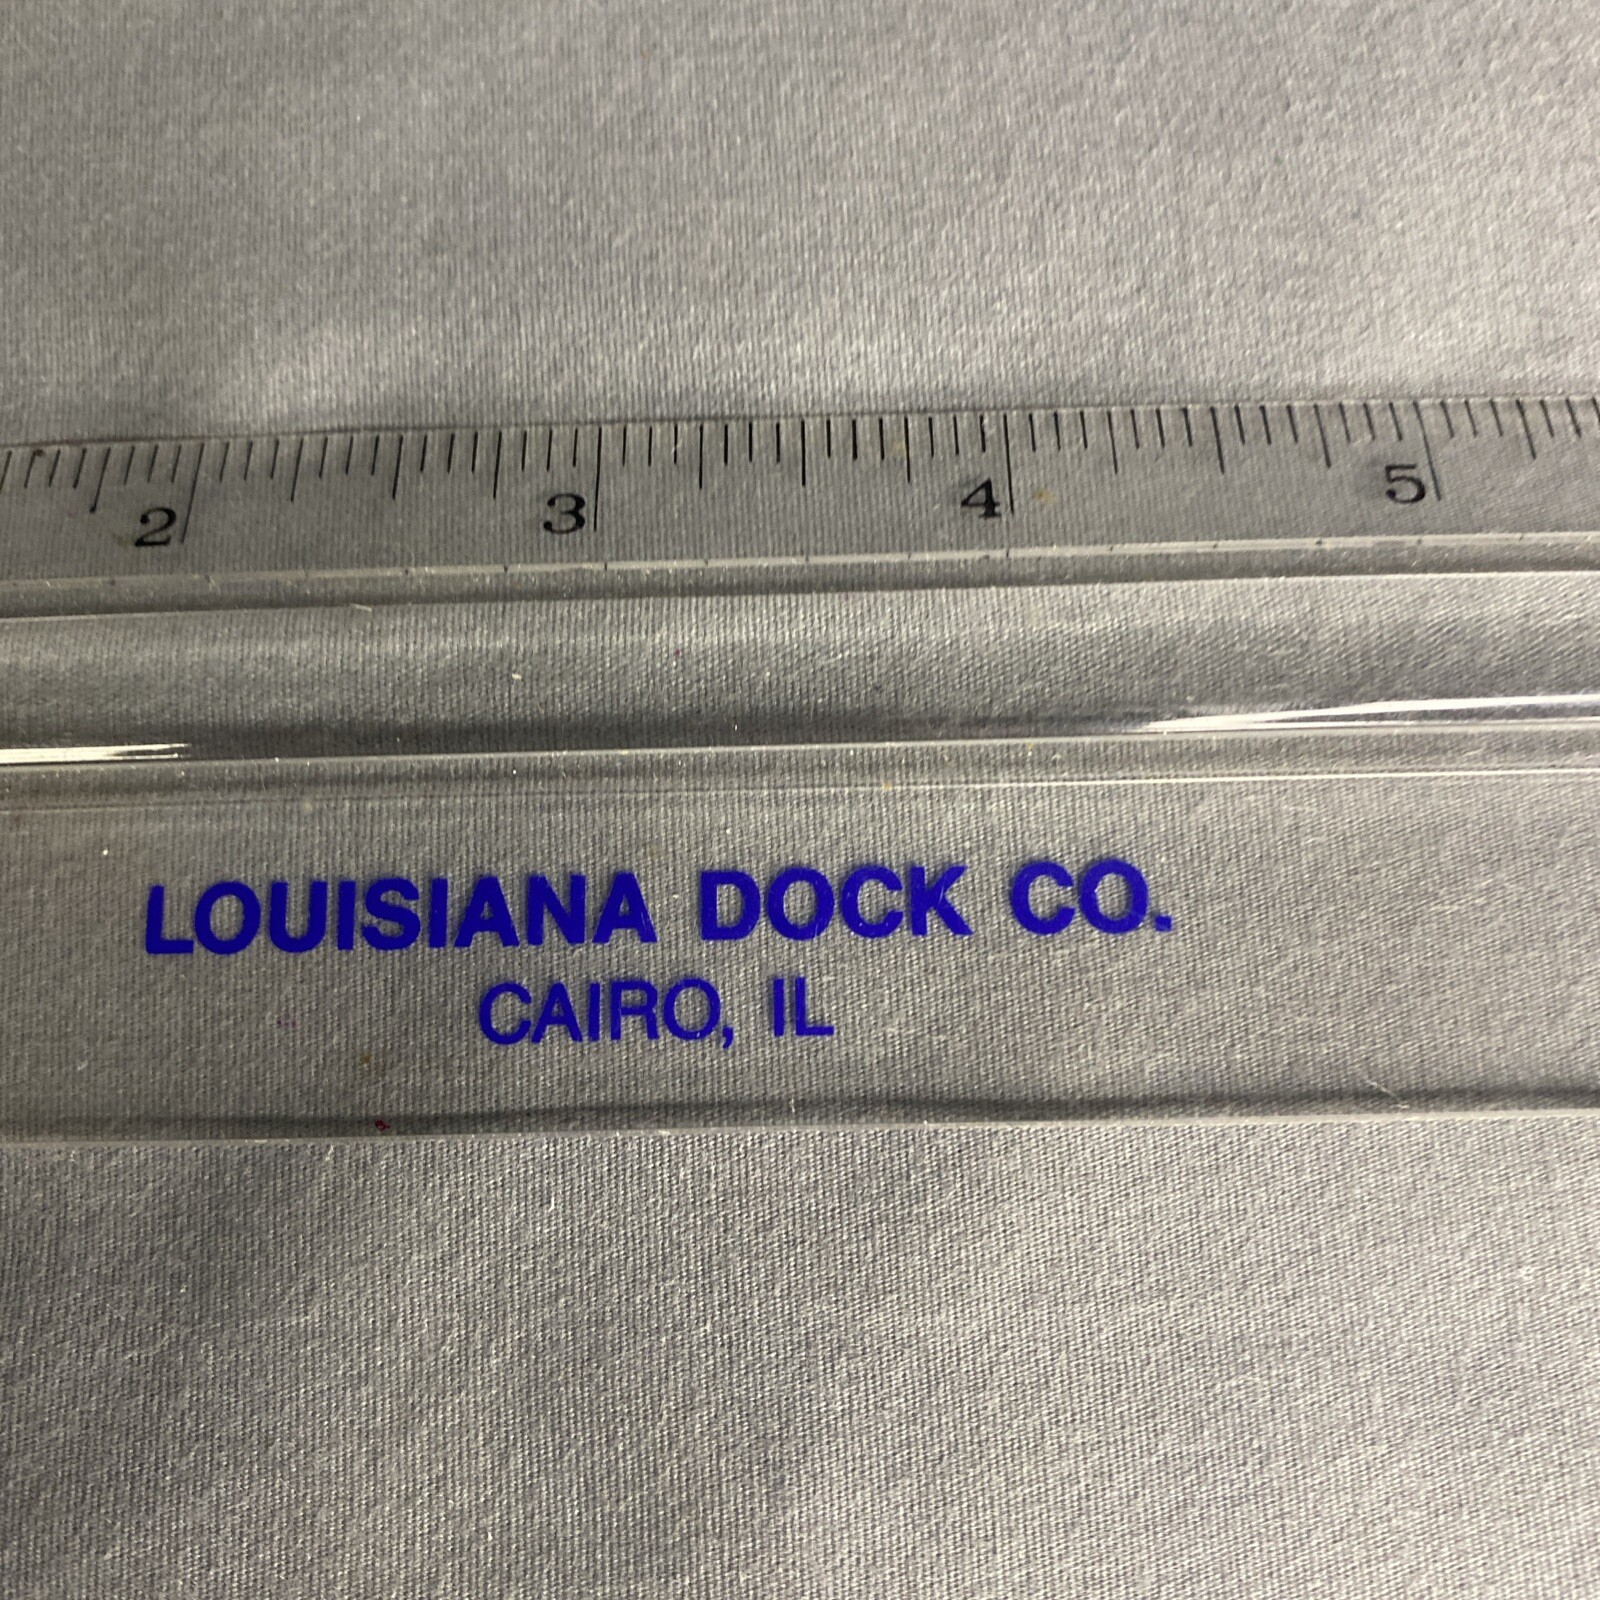 2 3 4 5
LOUISIANA DOCK CO.
CAIRO, IL